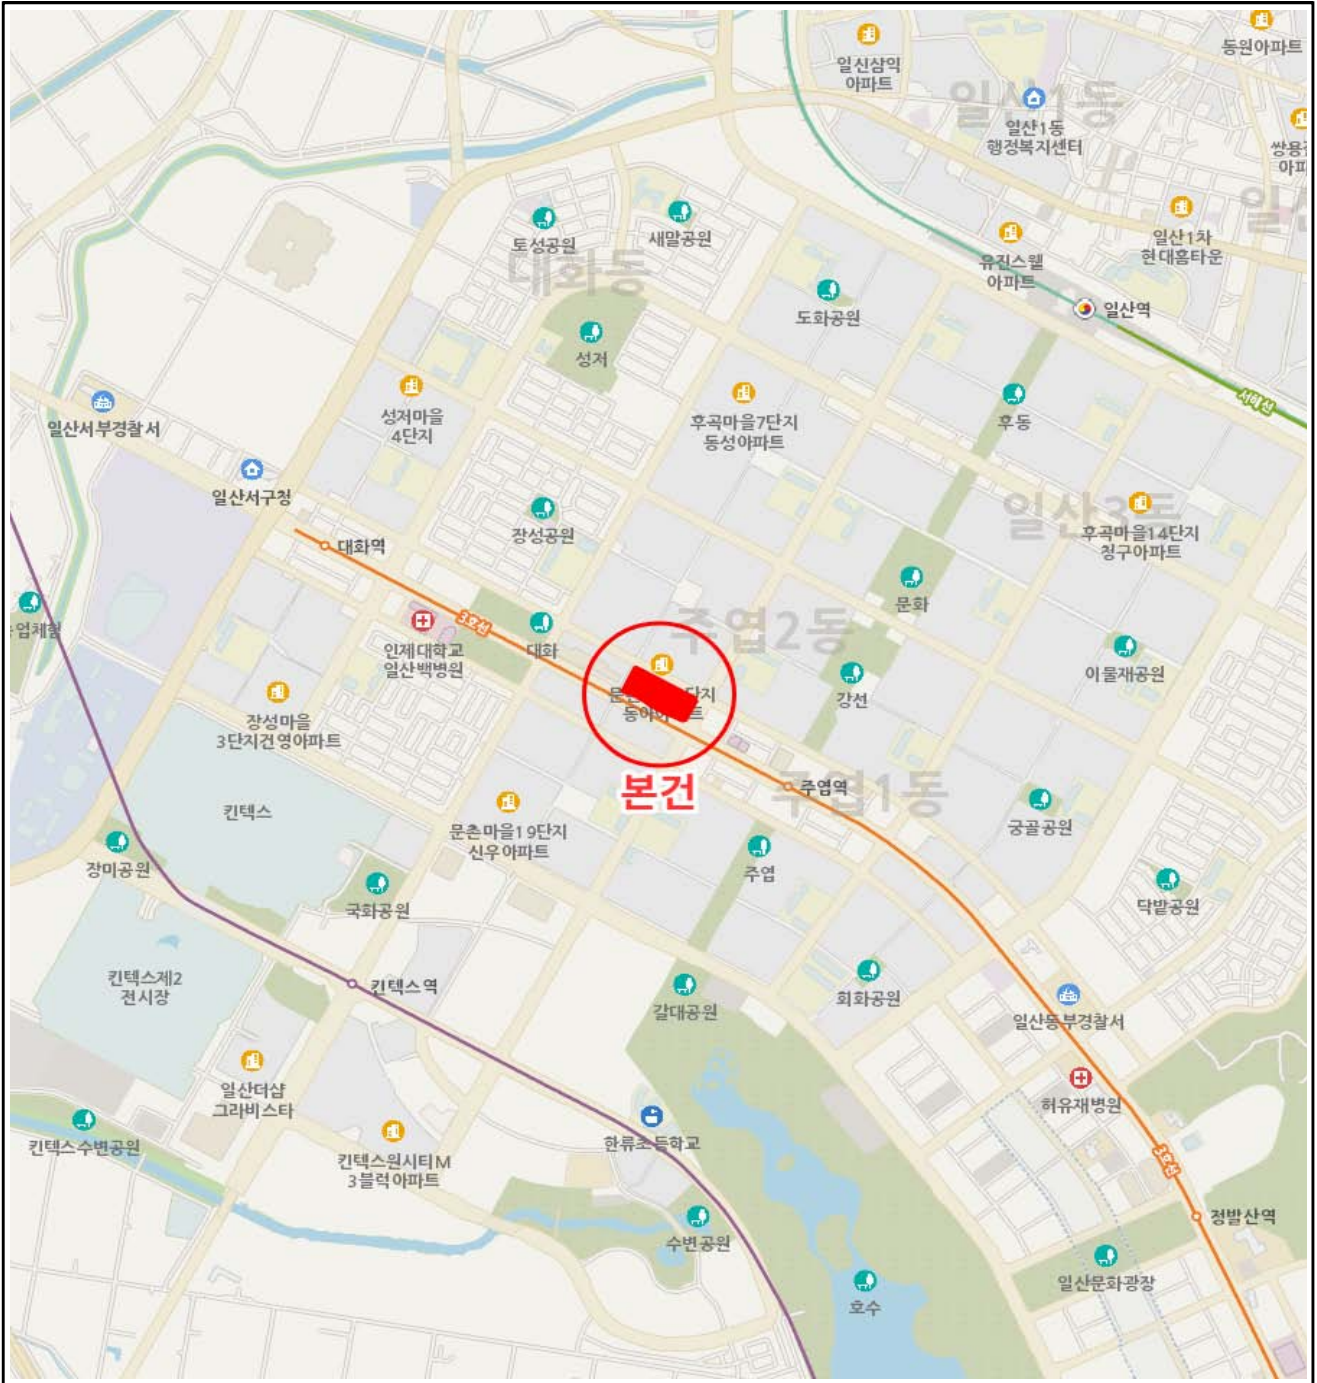 동원아파트
일신삼익
아파트
일산1동
일산1동
행정복지센터
쌍용
아파
일산1차
현대홈타운
토성공원
새말공원
대화동
유진스웰
아파트
일산역
도화공원
성저
서해선
성저마을
4단지
후곡마을7단지
동성아파트
후동
일산서부경찰서
일산서구청
장성공원
일산3동
후곡마을14단지
청구아파트
대화역
문화
3호선
주엽2동
인제대학교
일산백병원
대화
이물재공원
단지
동아
트
강선
장성마을
3단지건영아파트
본건
주엽역
주엽1동
킨텍스
문촌마을19단지
신우아파트
궁골공원
장미공원
주엽
국화공원
닥밭공원
킨텍스제2
전시장
킨텍스역
갈대공원
회화공원
일산동부경찰서
일산더샵
그라비스타
허유재병원
킨텍스수변공원
한류초등학교
킨텍스원시티M
3블럭아파트
3호선
정발산역
수변공원
일산문화광장
호수